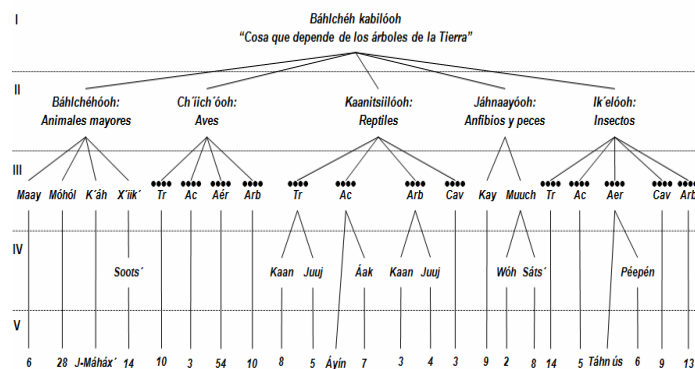 I
Báhlchéh kabilóoh
“Cosa que depende de los árboles de la Tierra”
II
Báhlchéhóoh: Ch´íich´óoh: Kaanitsiilóoh: Jáhnaayóoh: Ik´elóoh:
Animales mayores Aves Reptiles Anfibios y peces Insectos
III
Maay Móhól K´áh X´iik´ Tr Ac Aér Arb Tr Ac Arb Cav Kay Muuch Tr Ac Aer Cav Arb
IV
Soots´ Kaan Juuj Áak Kaan Juuj Wóh Sáts´ Péepén
V
6 28 J-Máháx´ 14 10 3 54 10 8 5 Áyín 7 3 4 3 9 2 8 14 5 Táhn ús 6 9 13